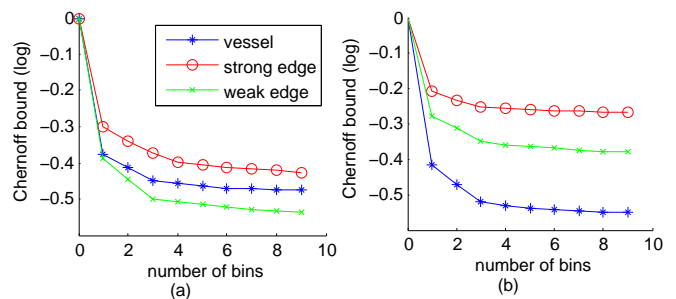 0
−0.1
−0.2
−0.3
−0.4
−0.5
Chernoff bound (log)
vessel
strong edge
weak edge
0 2 4 6 8 10
number of bins
(a)
0
−0.1
−0.2
−0.3
−0.4
−0.5
Chernoff bound (log)
0 2 4 6 8 10
number of bins
(b)